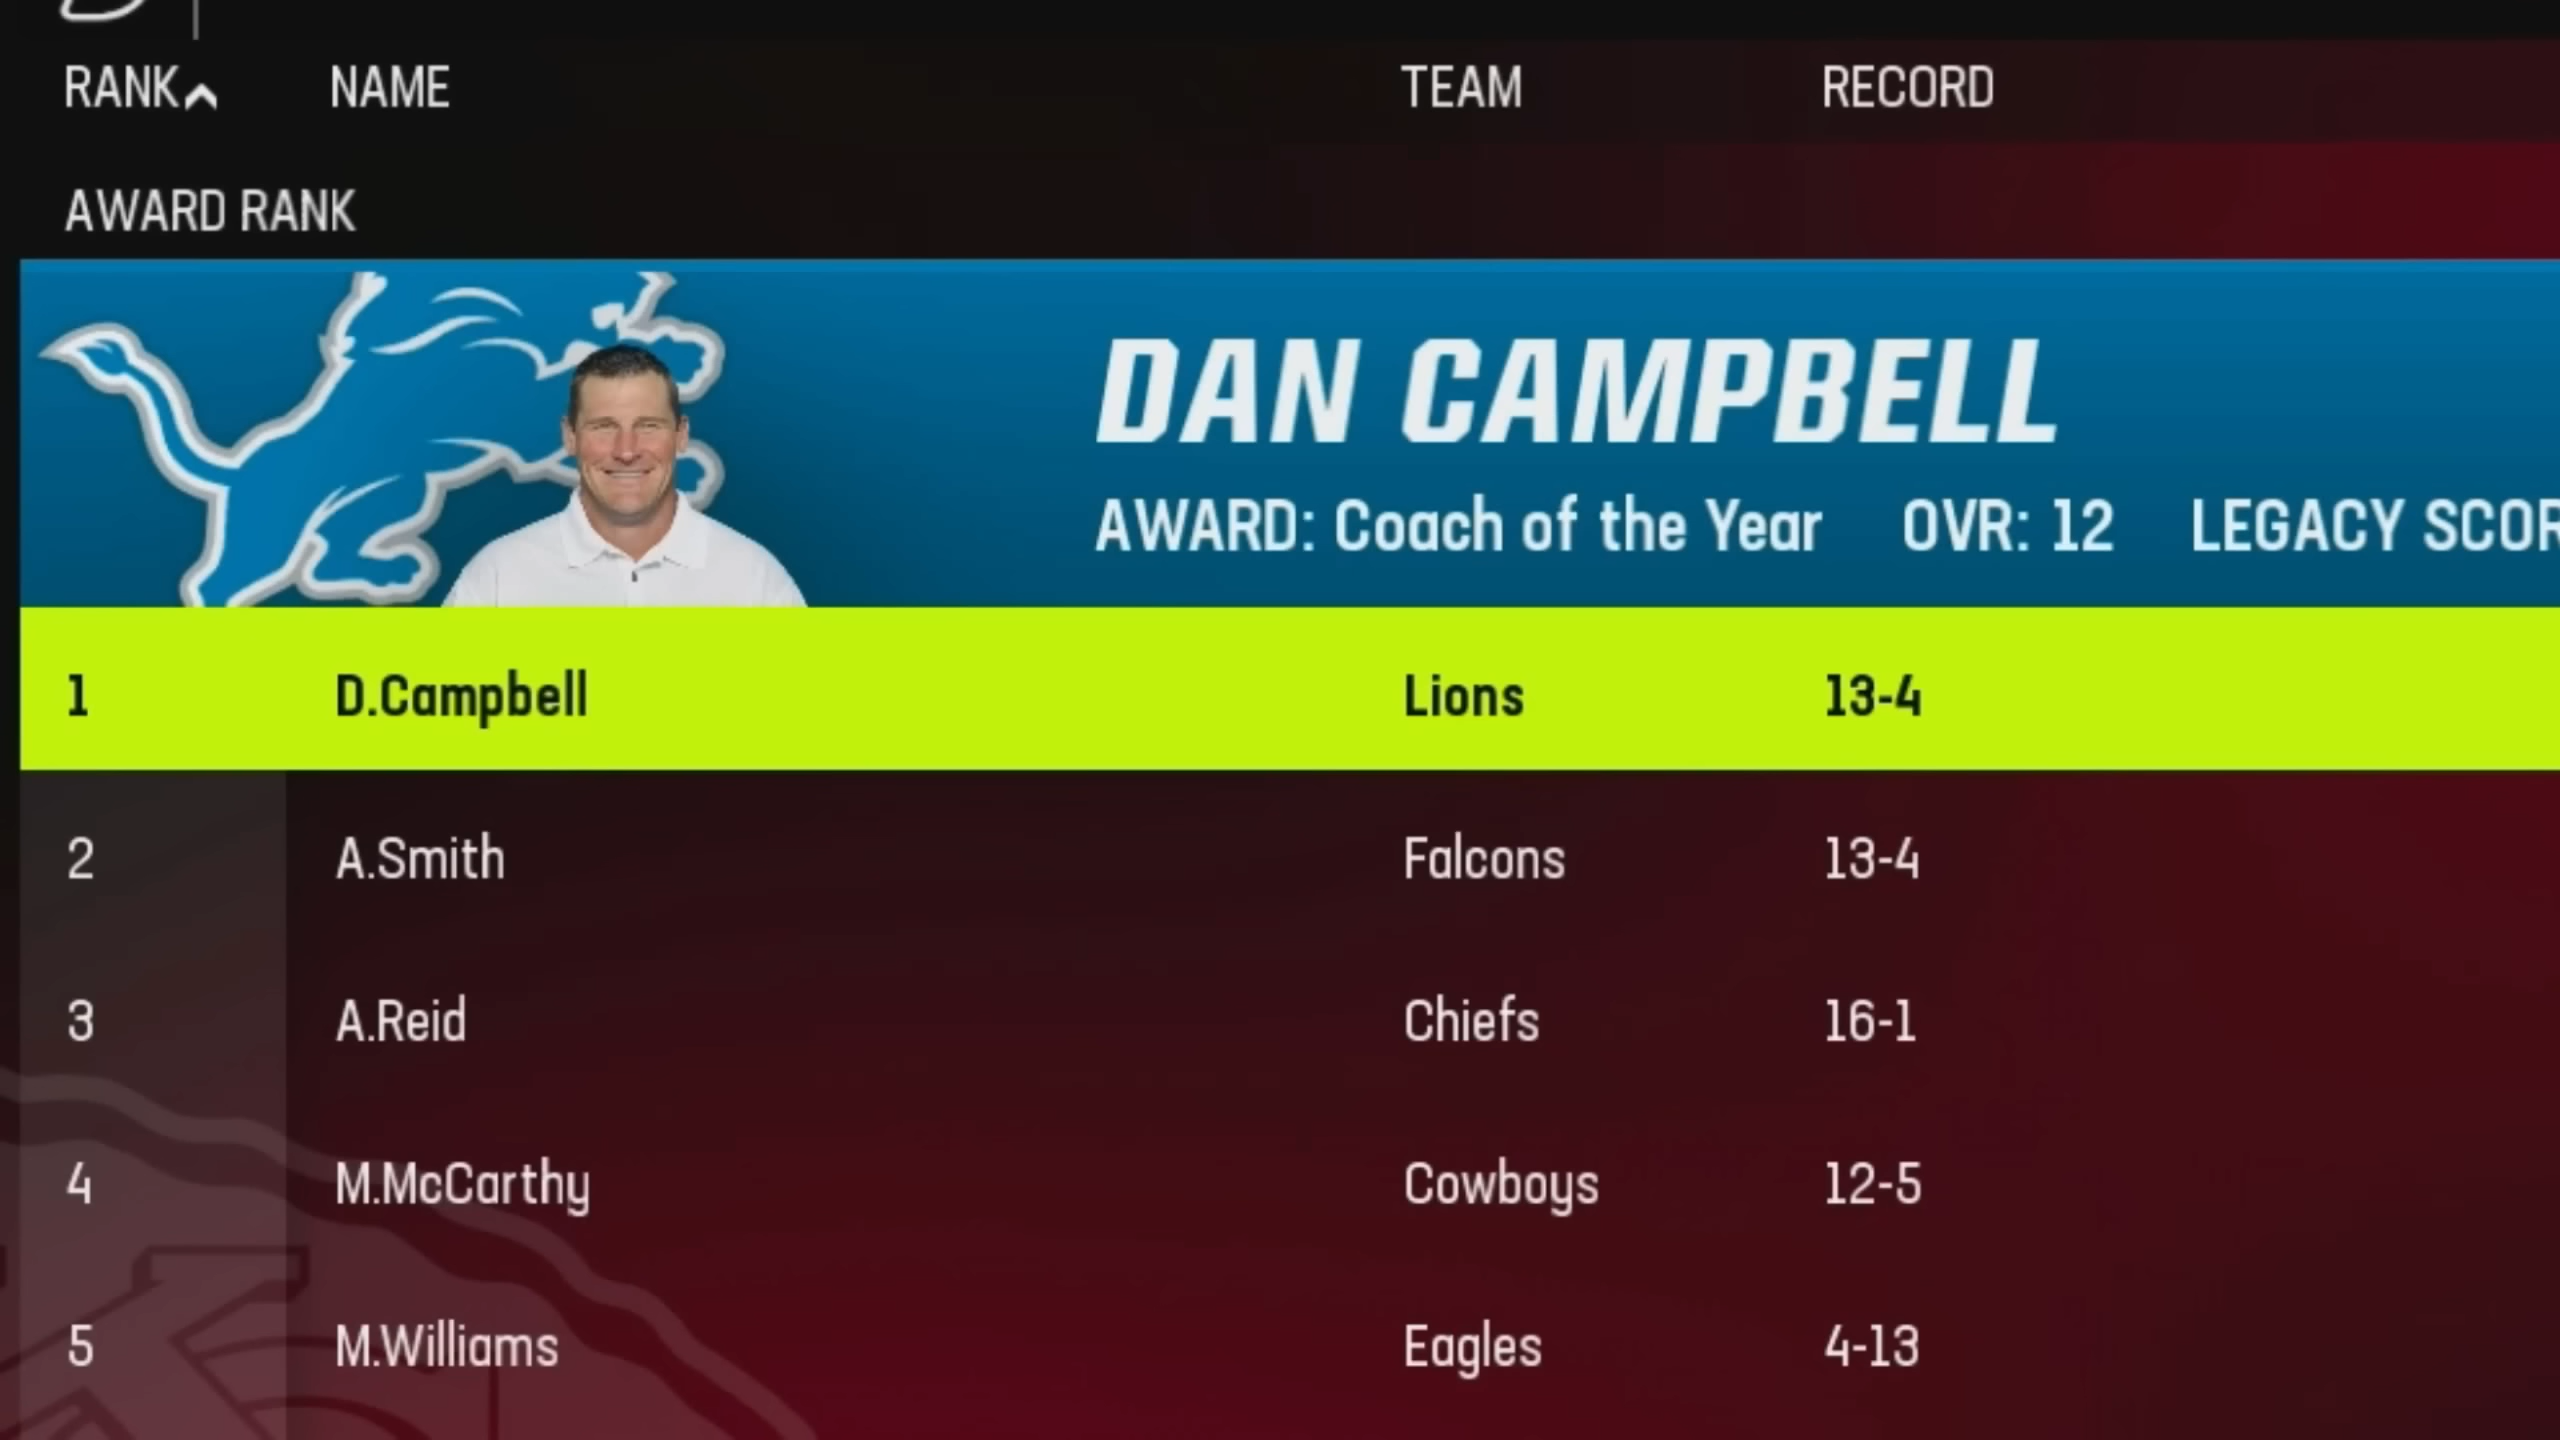 RANK NAME TEAM RECORD
AWARD RANK
DAN CAMPBELL
AWARD: Coach of the Year OVR: 12 LEGACY SCOR
1 D.Campbell Lions 13-4
2 A.Smith Falcons 13-4
3 A.Reid Chiefs 16-1
4 M.McCarthy Cowboys 12-5
5 M.Williams Eagles 4-13